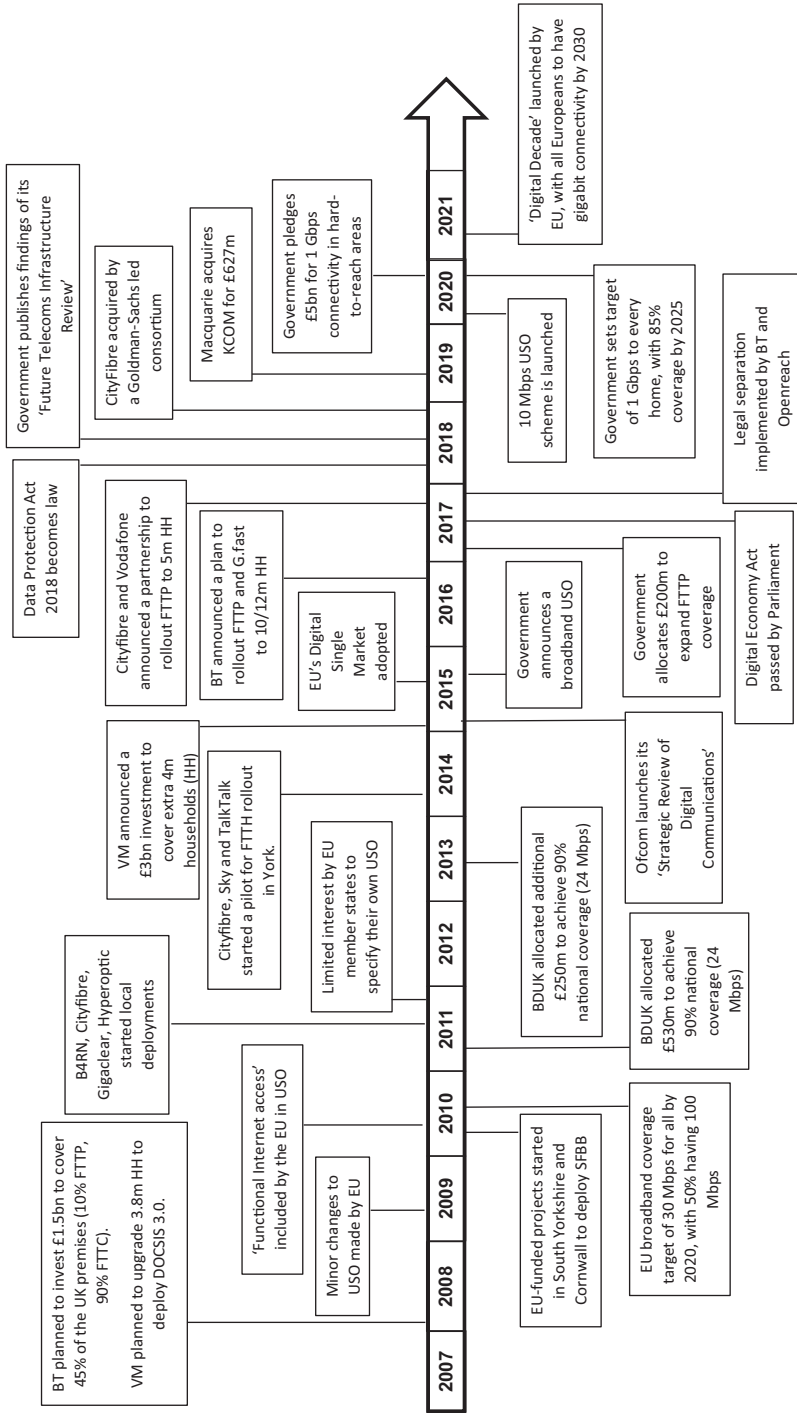 BT planned to invest £1.5bn to cover
45% of the UK premises (10% FTTP,
90% FTTC).
VM planned to upgrade 3.8m HH to
deploy DOCSIS 3.0.
Minor changes to
USO made by EU
‘Functional Internet access’
included by the EU in USO
B4RN, Cityfibre,
Gigaclear, Hyperoptic
started local
deployments
Limited interest by EU
member states to
specify their own USO
Cityfibre, Sky and TalkTalk
started a pilot for FTTH rollout
in York.
VM announced a
£3bn investment to
cover extra 4m
households (HH)
EU’s Digital
Single
Market
adopted
BT announced a plan to
rollout FTTP and G.fast
to 10/12m HH
Cityfibre and Vodafone
announced a partnership to
rollout FTTP to 5m HH
Data Protection Act
2018 becomes law
Government publishes findings of its
‘Future Telecoms Infrastructure
Review’
CityFibre acquired by
a Goldman-Sachs led
consortium
Macquarie acquires
KCOM for £627m
Government pledges
£5bn for 1 Gbps
connectivity in hard-
to-reach areas
2007
2008
2009
2010
2011
2012
2013
2014
2015
2016
2017
2018
2019
2020
2021
EU-funded projects started
in South Yorkshire and
Cornwall to deploy SFBB
EU broadband coverage
target of 30 Mbps for all by
2020, with 50% having 100
Mbps
BDUK allocated
£530m to achieve
90% national
coverage (24
Mbps)
BDUK allocated additional
£250m to achieve 90%
national coverage (24 Mbps)
Ofcom launches its
‘Strategic Review of
Digital
Communications’
Government
announces a
broadband USO
Government
allocates £200m to
expand FTTP
coverage
Digital Economy Act
passed by Parliament
Legal separation
implemented by BT and
Openreach
10 Mbps USO
scheme is launched
Government sets target
of 1 Gbps to every
home, with 85%
coverage by 2025
‘Digital Decade’ launched by
EU, with all Europeans to have
gigabit connectivity by 2030